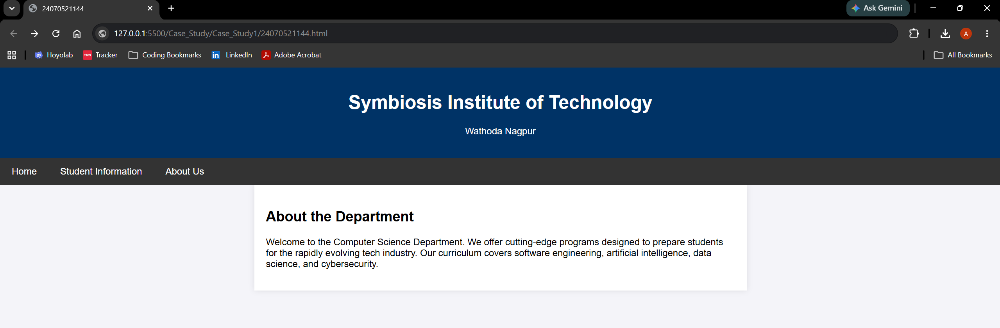 24070521144
Ask Gemini
127.0.0.1:5500/Case_Study/Case_Study1/24070521144.html
A
Hoyolab
TRN Tracker
Coding Bookmarks
in LinkedIn
Adobe Acrobat
All Bookmarks
Symbiosis Institute of Technology
Wathoda Nagpur
Home
Student Information
About Us
About the Department
Welcome to the Computer Science Department. We offer cutting-edge programs designed to prepare students
for the rapidly evolving tech industry. Our curriculum covers software engineering, artificial intelligence, data
science, and cybersecurity.